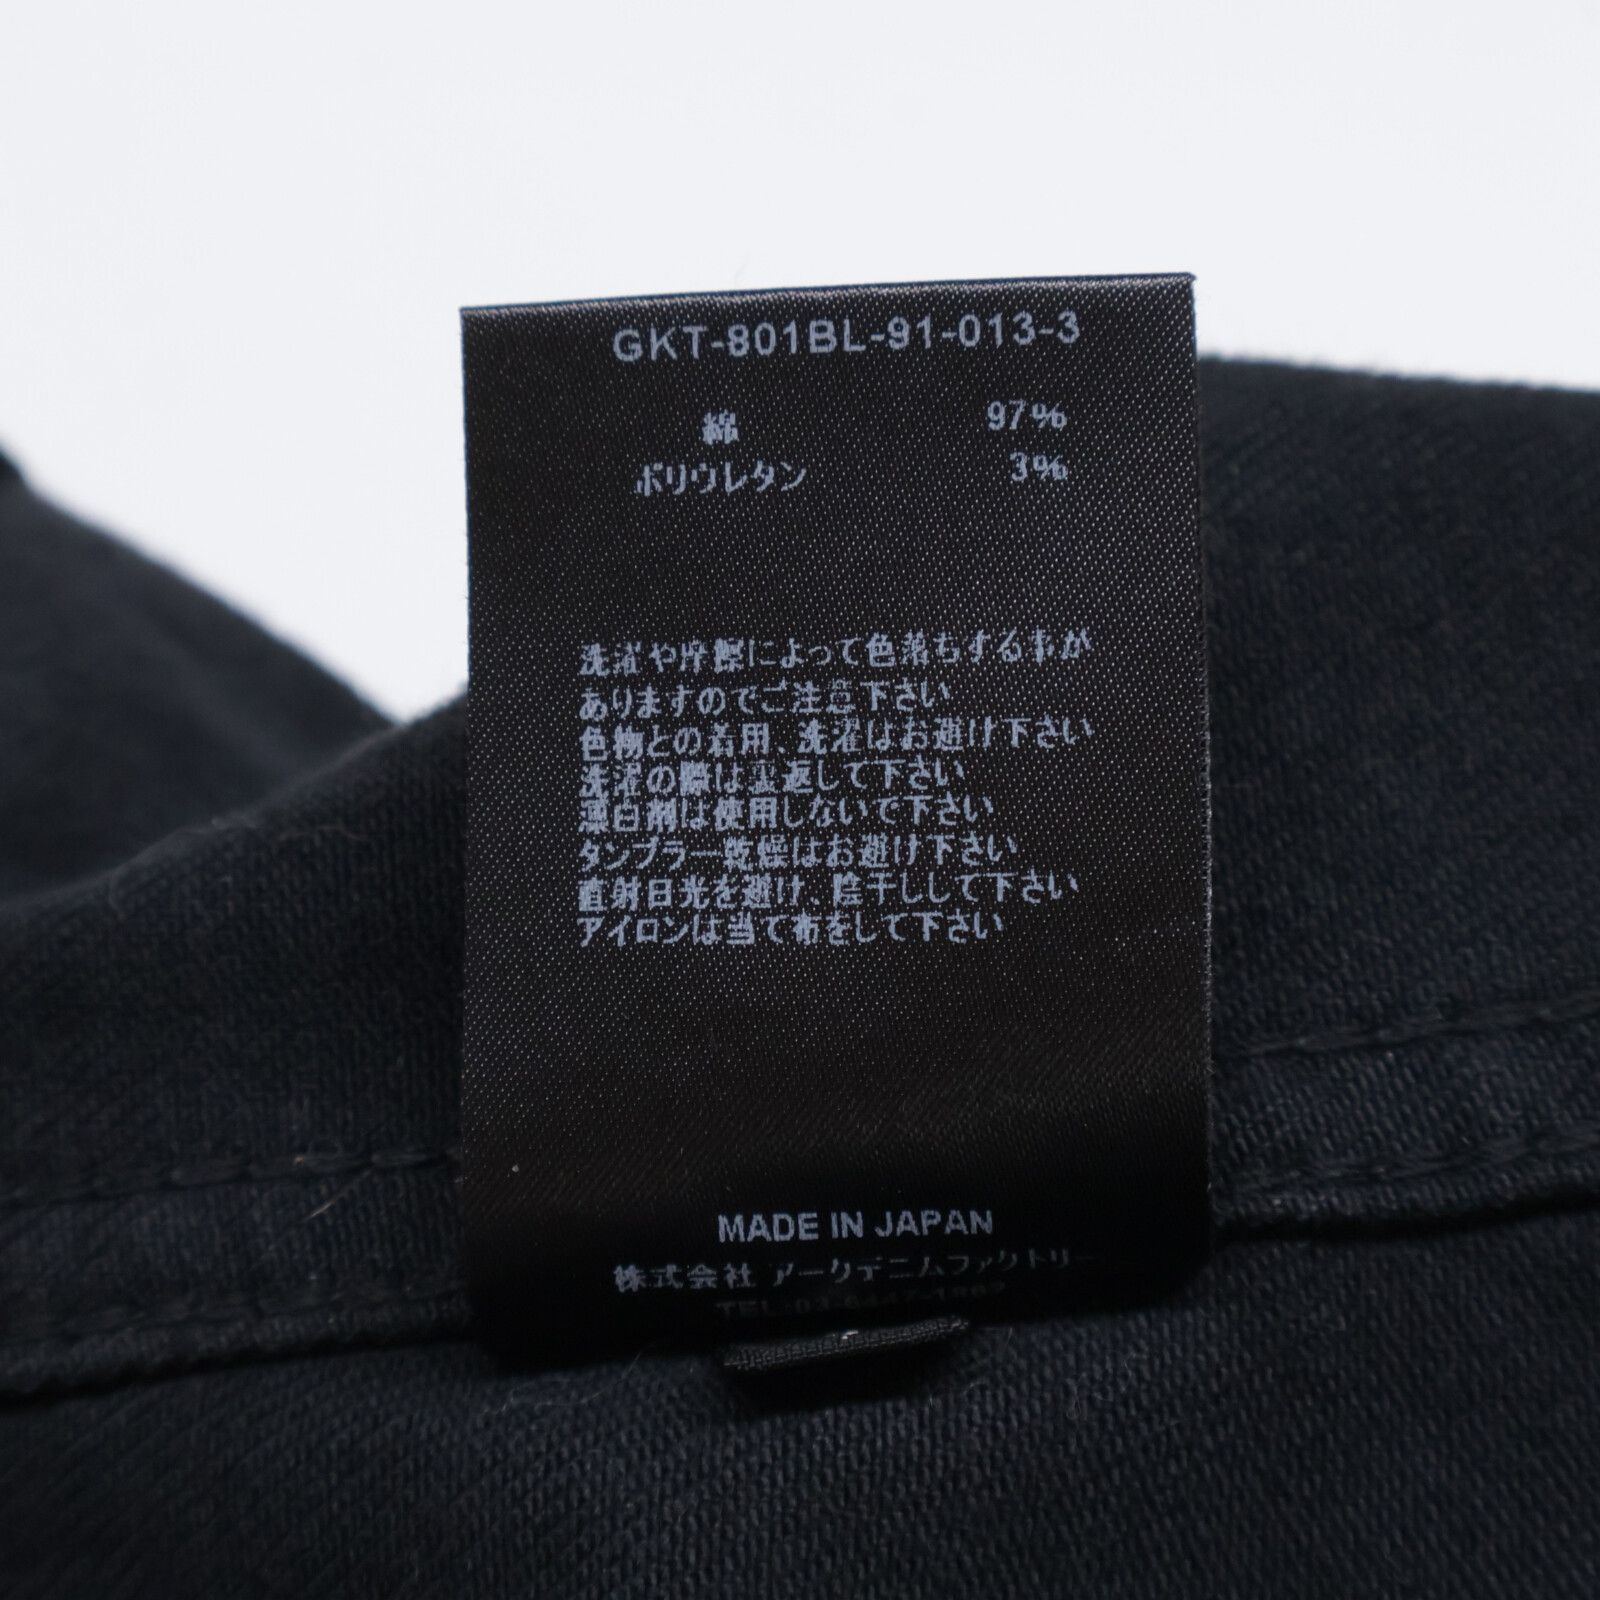 GKT-801BL-91-013-3
綿 97%
ポリウレタン 3%
洗濯や摩擦によって色落ちする事が
ありますのでご注意下さい
色物との着用、洗濯はお避け下さい
洗濯の際は裏返して下さい
漂白剤は使用しないで下さい
タンブラー乾燥はお避け下さい
直射日光を避け、陰干しして下さい
アイロンは当て布をして下さい
MADE IN JAPAN
株式会社 アークデニムファクトリー